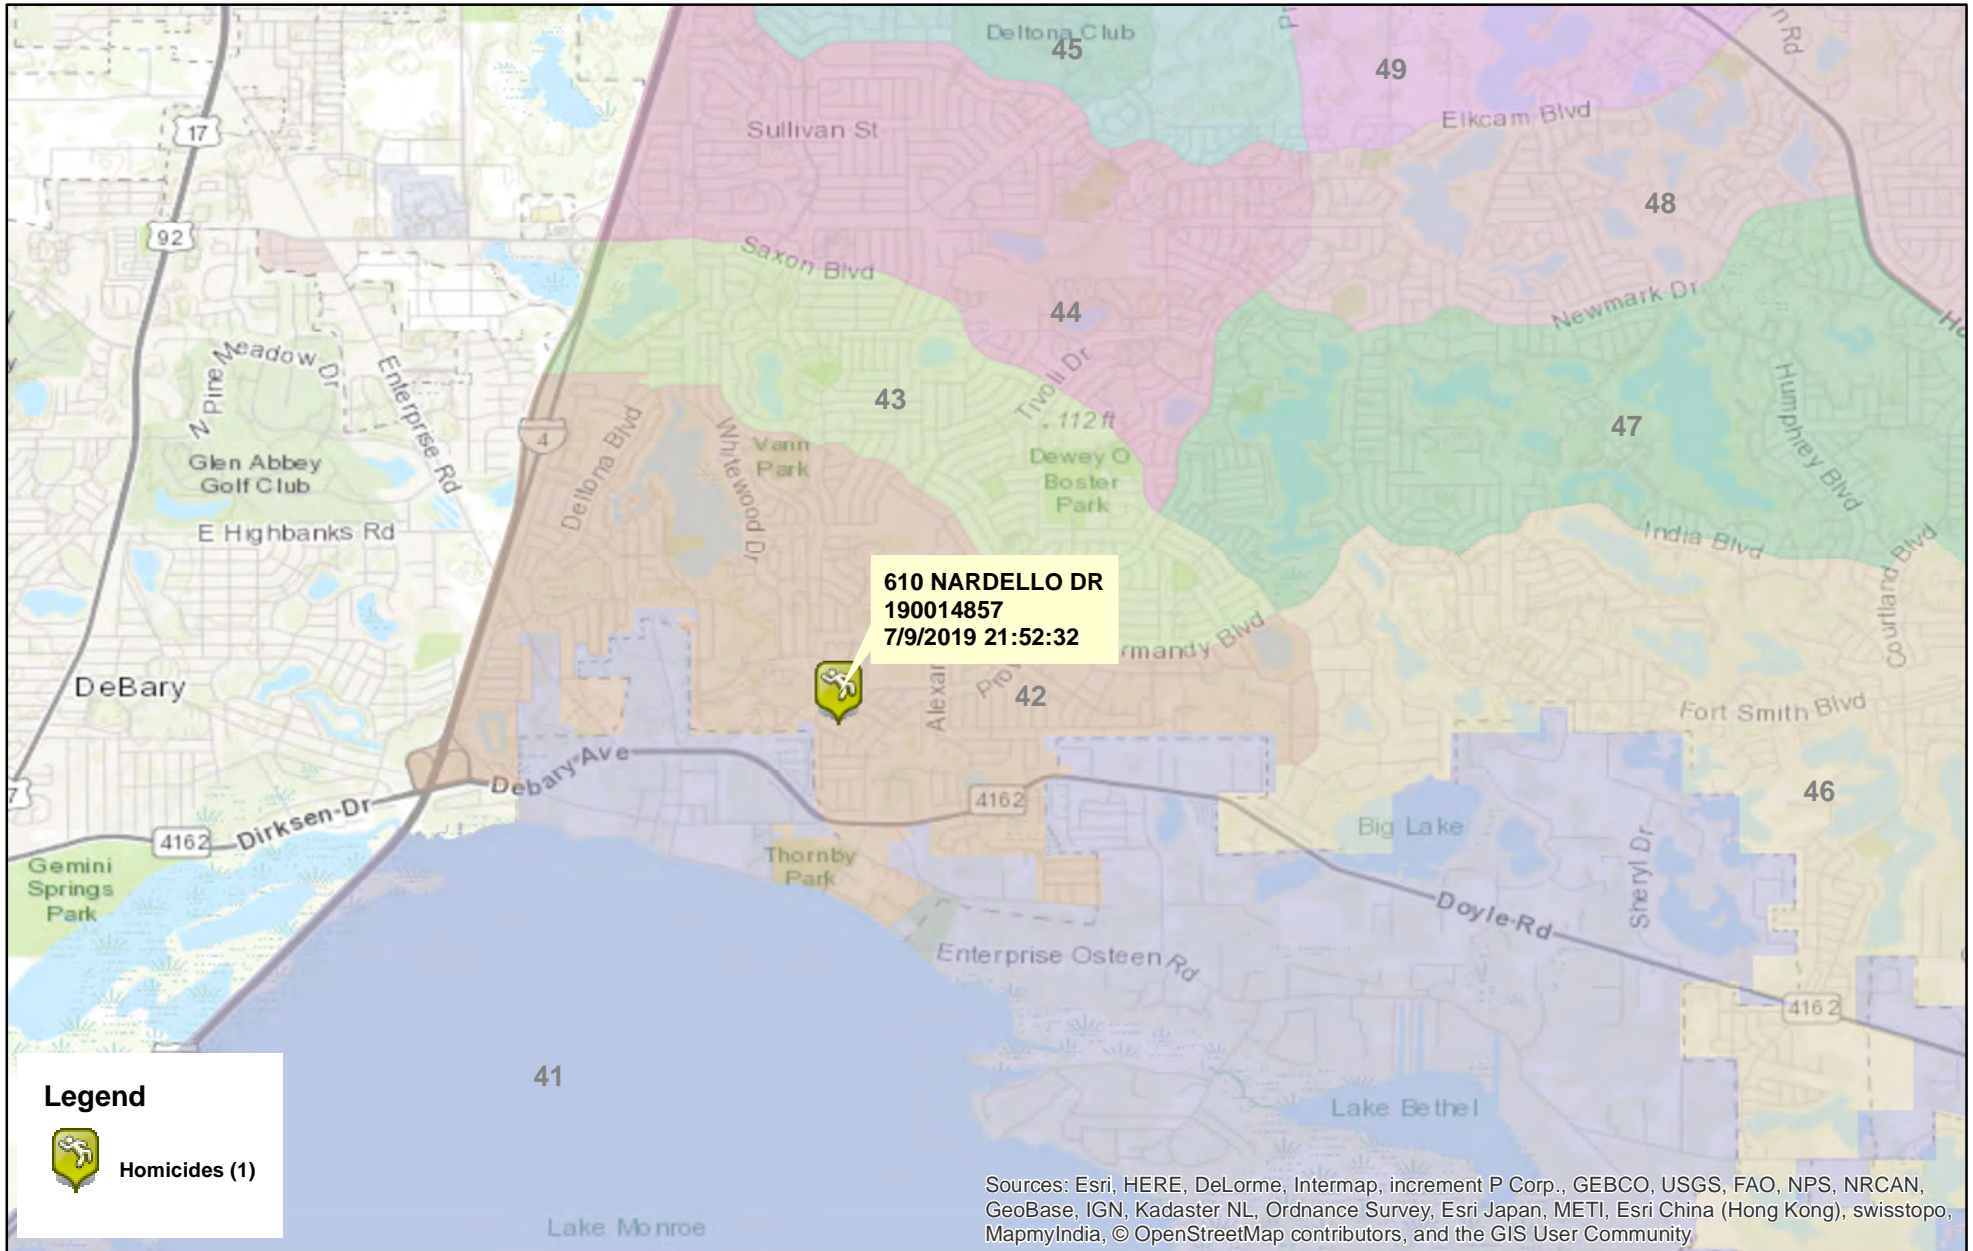 Deltona Club
45
49
Elkcam Blvd
17
Sullivan St
48
92
Saxon Blvd
44
Newmark Dr
N Pine Meadow Dr
Enterprise Rd
Tivoli Dr
43
112 ft
Humphrey Blvd
47
4
Deltona Blvd
Whitewood Dr
Vann
Park
Dewey O
Boster
Park
Glen Abbey
Golf Club
E Highbanks Rd
India Blvd
Courtland Blvd
610 NARDELLO DR
190014857
7/9/2019 21:52:32
rmandy Blvd
Alexan
Pro
42
DeBary
Fort Smith Blvd
Debary Ave
4162
46
Big Lake
Sheryl Dr
7
4162
Dirksen Dr
Gemini
Springs
Park
Thornby
Park
Doyle Rd
Enterprise Osteen Rd
4162
41
Lake Bethel
Legend
Homicides (1)
Lake Monroe
Sources: Esri, HERE, DeLorme, Intermap, increment P Corp., GEBCO, USGS, FAO, NPS, NRCAN,
GeoBase, IGN, Kadaster NL, Ordnance Survey, Esri Japan, METI, Esri China (Hong Kong), swisstopo,
MapmyIndia, © OpenStreetMap contributors, and the GIS User Community